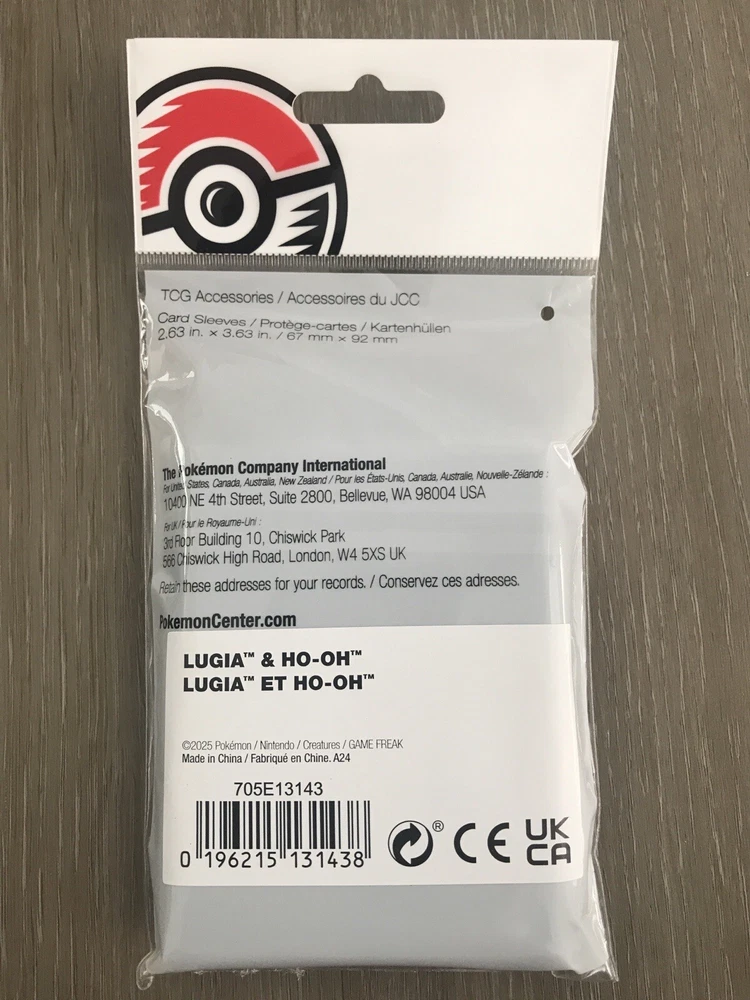 TCG Accessories / Accessoires du JCC
Card Sleeves / Protège-cartes / Kartenhüllen
2.63 in. × 3.63 in. / 67 mm × 92 mm
The Pokémon Company International
For United States, Canada, Australia, New Zealand / Pour les États-Unis, Canada, Australie, Nouvelle-Zélande :
10400 NE 4th Street, Suite 2800, Bellevue, WA 98004 USA
For UK / Pour le Royaume-Uni :
3rd Floor Building 10, Chiswick Park
566 Chiswick High Road, London, W4 5XS UK
Retain these addresses for your records. / Conservez ces adresses.
PokemonCenter.com
LUGIA™ & HO-OH™
LUGIA™ ET HO-OH™
©2025 Pokémon / Nintendo / Creatures / GAME FREAK
Made in China / Fabriqué en Chine. A24
705E13143
0 196215 131438
® CE UK
CA